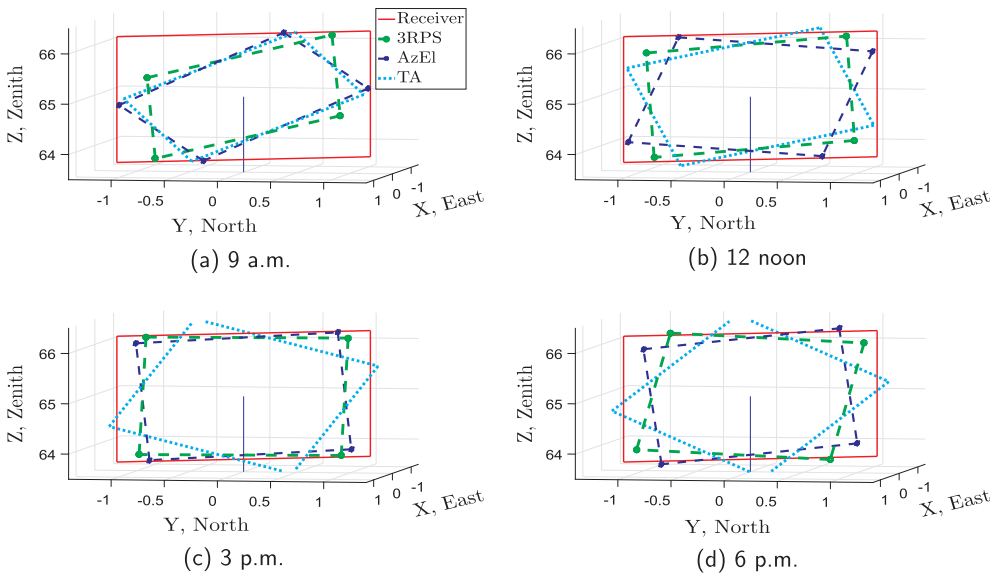 Receiver
3RPS
AzEl
TA
66
65
64
Z, Zenith
-1 -0.5 0 0.5 1 1 0 -1
Y, North
X, East
(a) 9 a.m.
66
65
64
Z, Zenith
-1 -0.5 0 0.5 1 1 0 -1
Y, North
X, East
(b) 12 noon
66
65
64
Z, Zenith
-1 -0.5 0 0.5 1 1 0 -1
Y, North
X, East
(c) 3 p.m.
66
65
64
Z, Zenith
-1 -0.5 0 0.5 1 1 0 -1
Y, North
X, East
(d) 6 p.m.